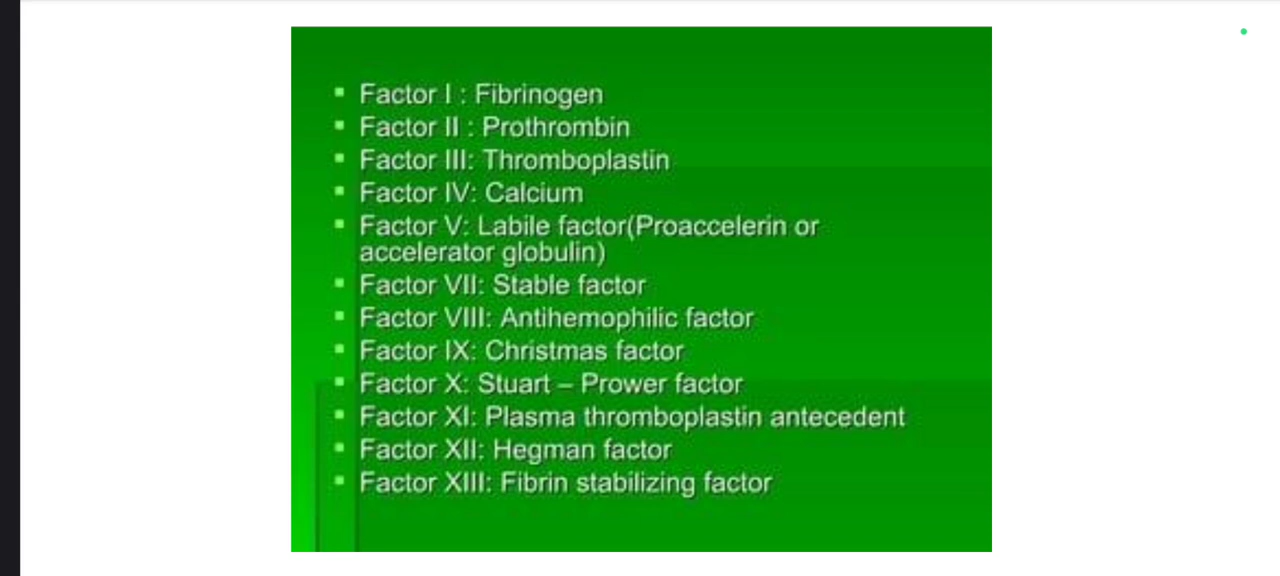 Factor I : Fibrinogen
Factor II : Prothrombin
Factor III: Thromboplastin
Factor IV: Calcium
Factor V: Labile factor(Proaccelerin or
accelerator globulin)
Factor VII: Stable factor
Factor VIII: Antihemophilic factor
Factor IX: Christmas factor
Factor X: Stuart – Prower factor
Factor XI: Plasma thromboplastin antecedent
Factor XII: Hegman factor
Factor XIII: Fibrin stabilizing factor